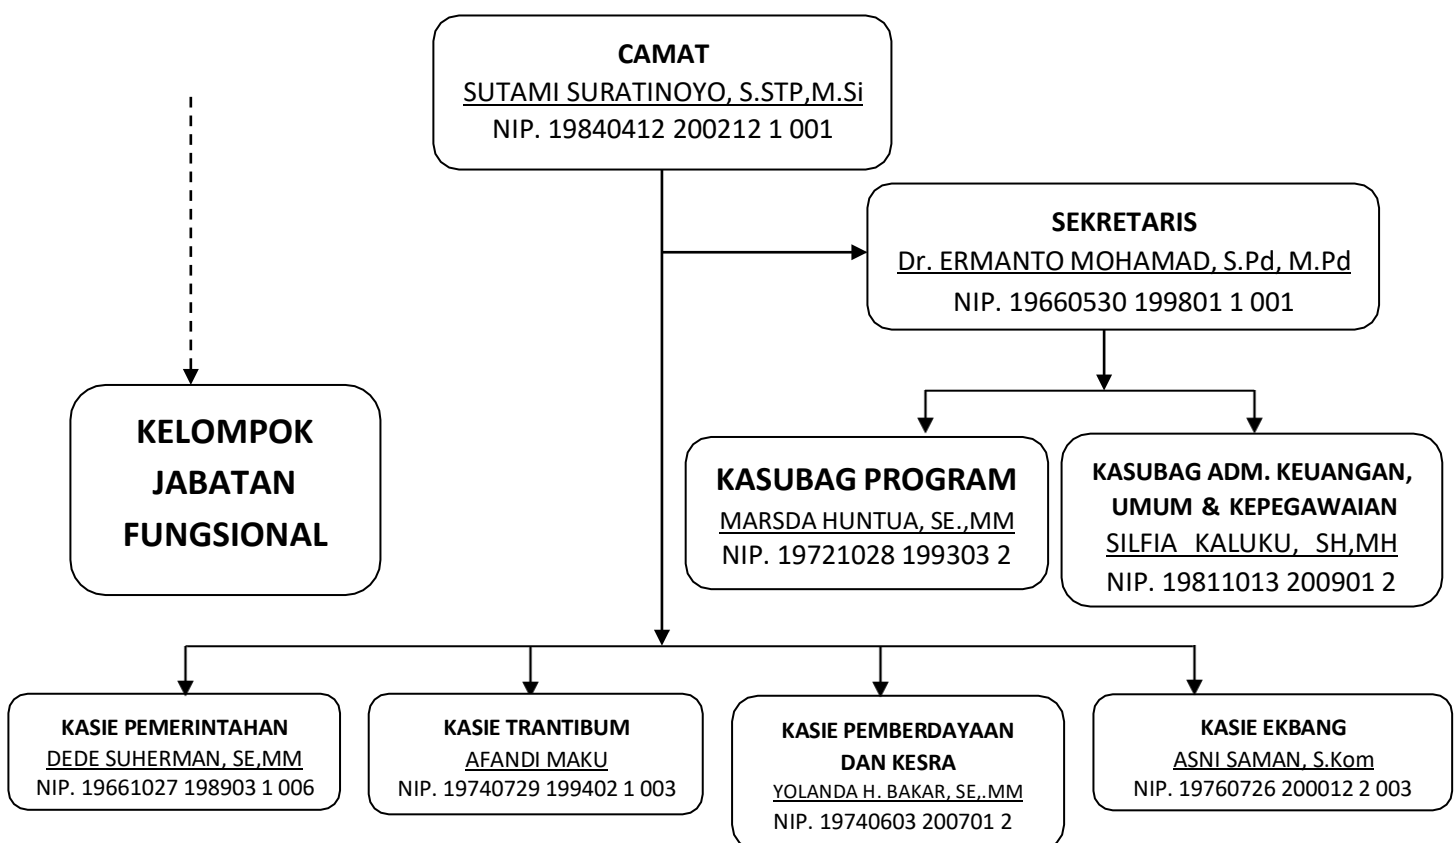 CAMAT
SUTAMI SURATINOYO, S.STP,M.Si
NIP. 19840412 200212 1 001
SEKRETARIS
Dr. ERMANTO MOHAMAD, S.Pd, M.Pd
NIP. 19660530 199801 1 001
KELOMPOK
JABATAN
FUNGSIONAL
KASUBAG PROGRAM
MARSDA HUNTUA, SE.,MM
NIP. 19721028 199303 2
KASUBAG ADM. KEUANGAN,
UMUM & KEPEGAWAIAN
SILFIA KALUKU, SH,MH
NIP. 19811013 200901 2
KASIE PEMERINTAHAN
DEDE SUHERMAN, SE,MM
NIP. 19661027 198903 1 006
KASIE TRANTIBUM
AFANDI MAKU
NIP. 19740729 199402 1 003
KASIE PEMBERDAYAAN
DAN KESRA
YOLANDA H. BAKAR, SE,.MM
NIP. 19740603 200701 2
KASIE EKBANG
ASNI SAMAN, S.Kom
NIP. 19760726 200012 2 003